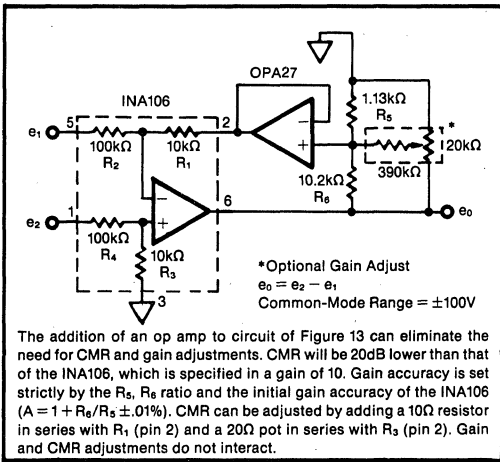 OPA27
INA106
e₁
5
100kΩ
R₂
10kΩ
R₁
2
-
+
1.13kΩ
R₅
*
20kΩ
390kΩ
10.2kΩ
R₆
6
e₀
e₂
1
100kΩ
R₄
-
+
10kΩ
R₃
3
*Optional Gain Adjust
e₀ = e₂ − e₁
Common-Mode Range = ±100V
The addition of an op amp to circuit of Figure 13 can eliminate the
need for CMR and gain adjustments. CMR will be 20dB lower than that
of the INA106, which is specified in a gain of 10. Gain accuracy is set
strictly by the R₅, R₆ ratio and the initial gain accuracy of the INA106
(A = 1 + R₆/R₅ ±.01%). CMR can be adjusted by adding a 10Ω resistor
in series with R₁ (pin 2) and a 20Ω pot in series with R₃ (pin 2). Gain
and CMR adjustments do not interact.